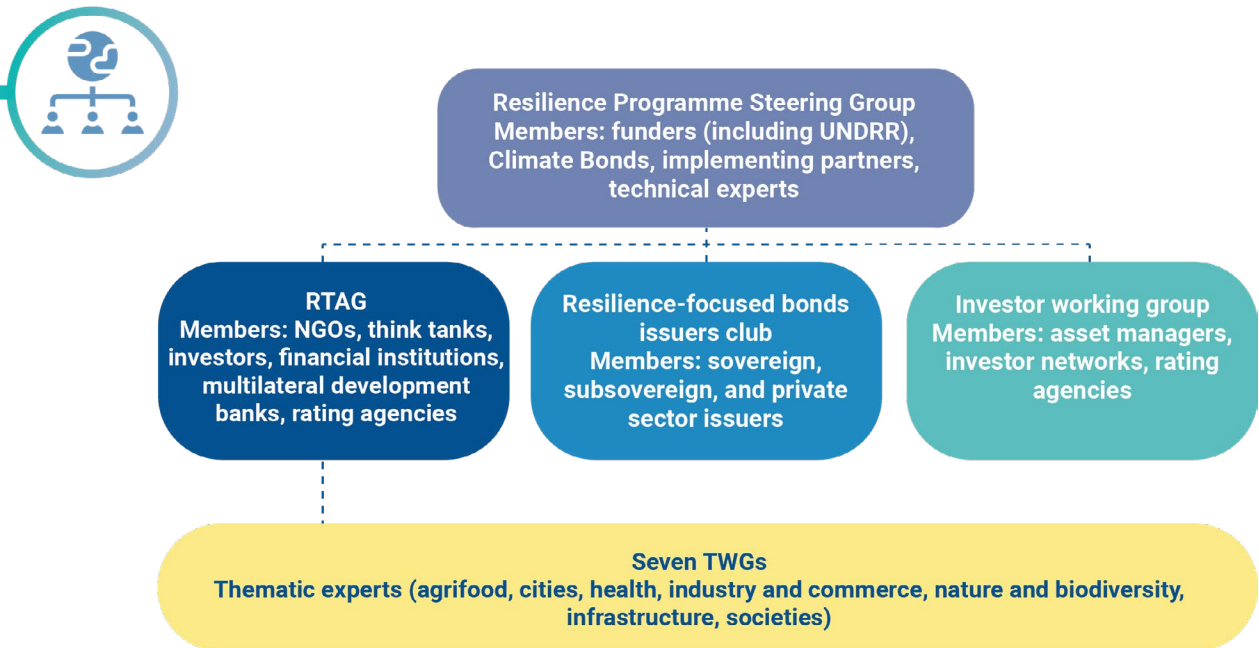 Resilience Programme Steering Group
Members: funders (including UNDRR),
Climate Bonds, implementing partners,
technical experts
RTAG
Members: NGOs, think tanks,
investors, financial institutions,
multilateral development
banks, rating agencies
Resilience-focused bonds
issuers club
Members: sovereign,
subsovereign, and private
sector issuers
Investor working group
Members: asset managers,
investor networks, rating
agencies
Seven TWGs
Thematic experts (agrifood, cities, health, industry and commerce, nature and biodiversity,
infrastructure, societies)